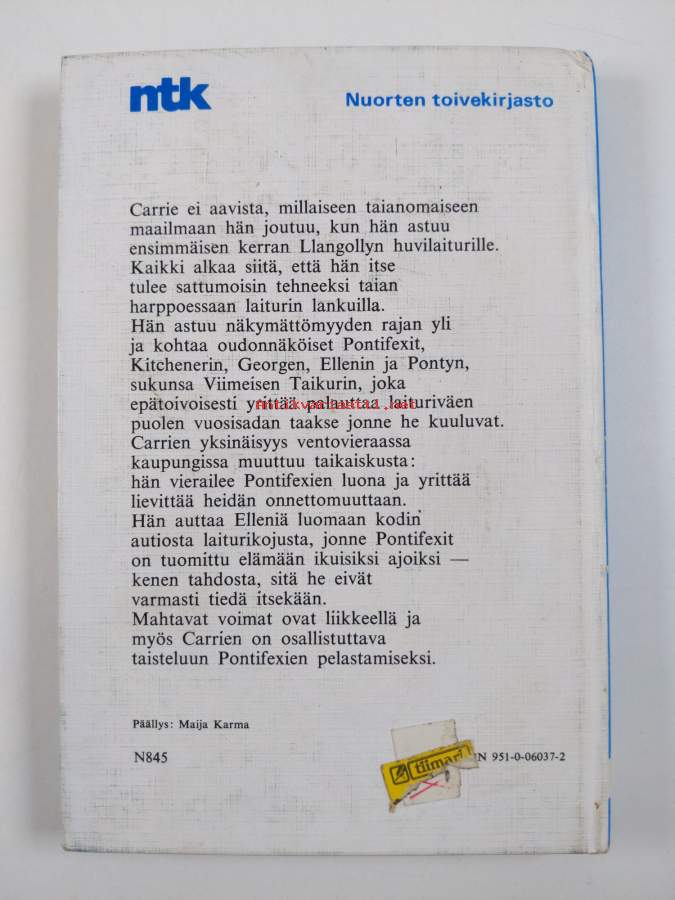 ntk
Nuorten toivekirjasto
Carrie ei aavista, millaiseen taianomaiseen
maailmaan hän joutuu, kun hän astuu
ensimmäisen kerran Llangollyn huvilaiturille.
Kaikki alkaa siitä, että hän itse
tulee sattumoisin tehneeksi taian
harppoessaan laiturin lankuilla.
Hän astuu näkymättömyyden rajan yli
ja kohtaa oudonnäköiset Pontifexit,
Kitchenerin, Georgen, Ellenin ja Pontyn,
sukunsa Viimeisen Taikurin, joka
epätoivoisesti yrittää palauttaa laituriväen
puolen vuosisadan taakse jonne he kuuluvat.
Carrien yksinäisyys ventovieraassa
kaupungissa muuttuu taikaiskusta:
hän vierailee Pontifexien luona ja yrittää
lievittää heidän onnettomuuttaan.
Hän auttaa Elleniä luomaan kodin
autiosta laiturikojusta, jonne Pontifexit
on tuomittu elämään ikuisiksi ajoiksi —
kenen tahdosta, sitä he eivät
varmasti tiedä itsekään.
Mahtavat voimat ovat liikkeellä ja
myös Carrien on osallistuttava
taisteluun Pontifexien pelastamiseksi.
Päällys: Maija Karma
N845
tiimari
N 951-0-06037-2